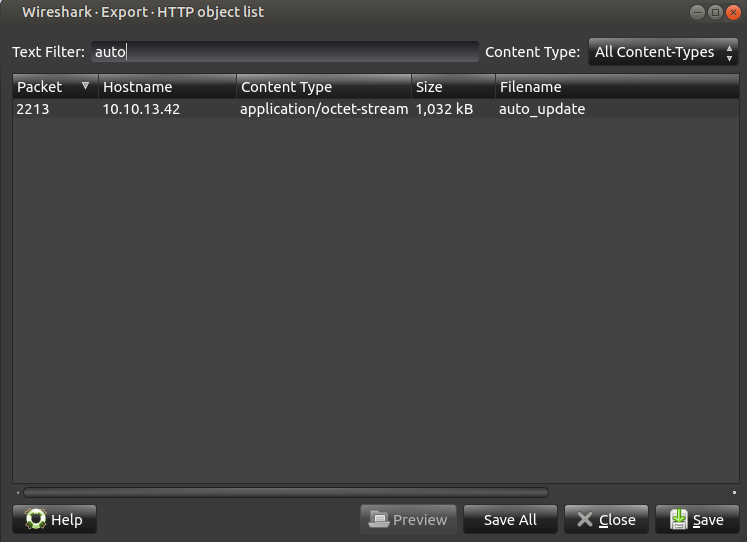 Wireshark · Export · HTTP object list
Text Filter: auto Content Type: All Content-Types
Packet Hostname Content Type Size Filename
2213 10.10.13.42 application/octet-stream 1,032 kB auto_update
Help Preview Save All Close Save